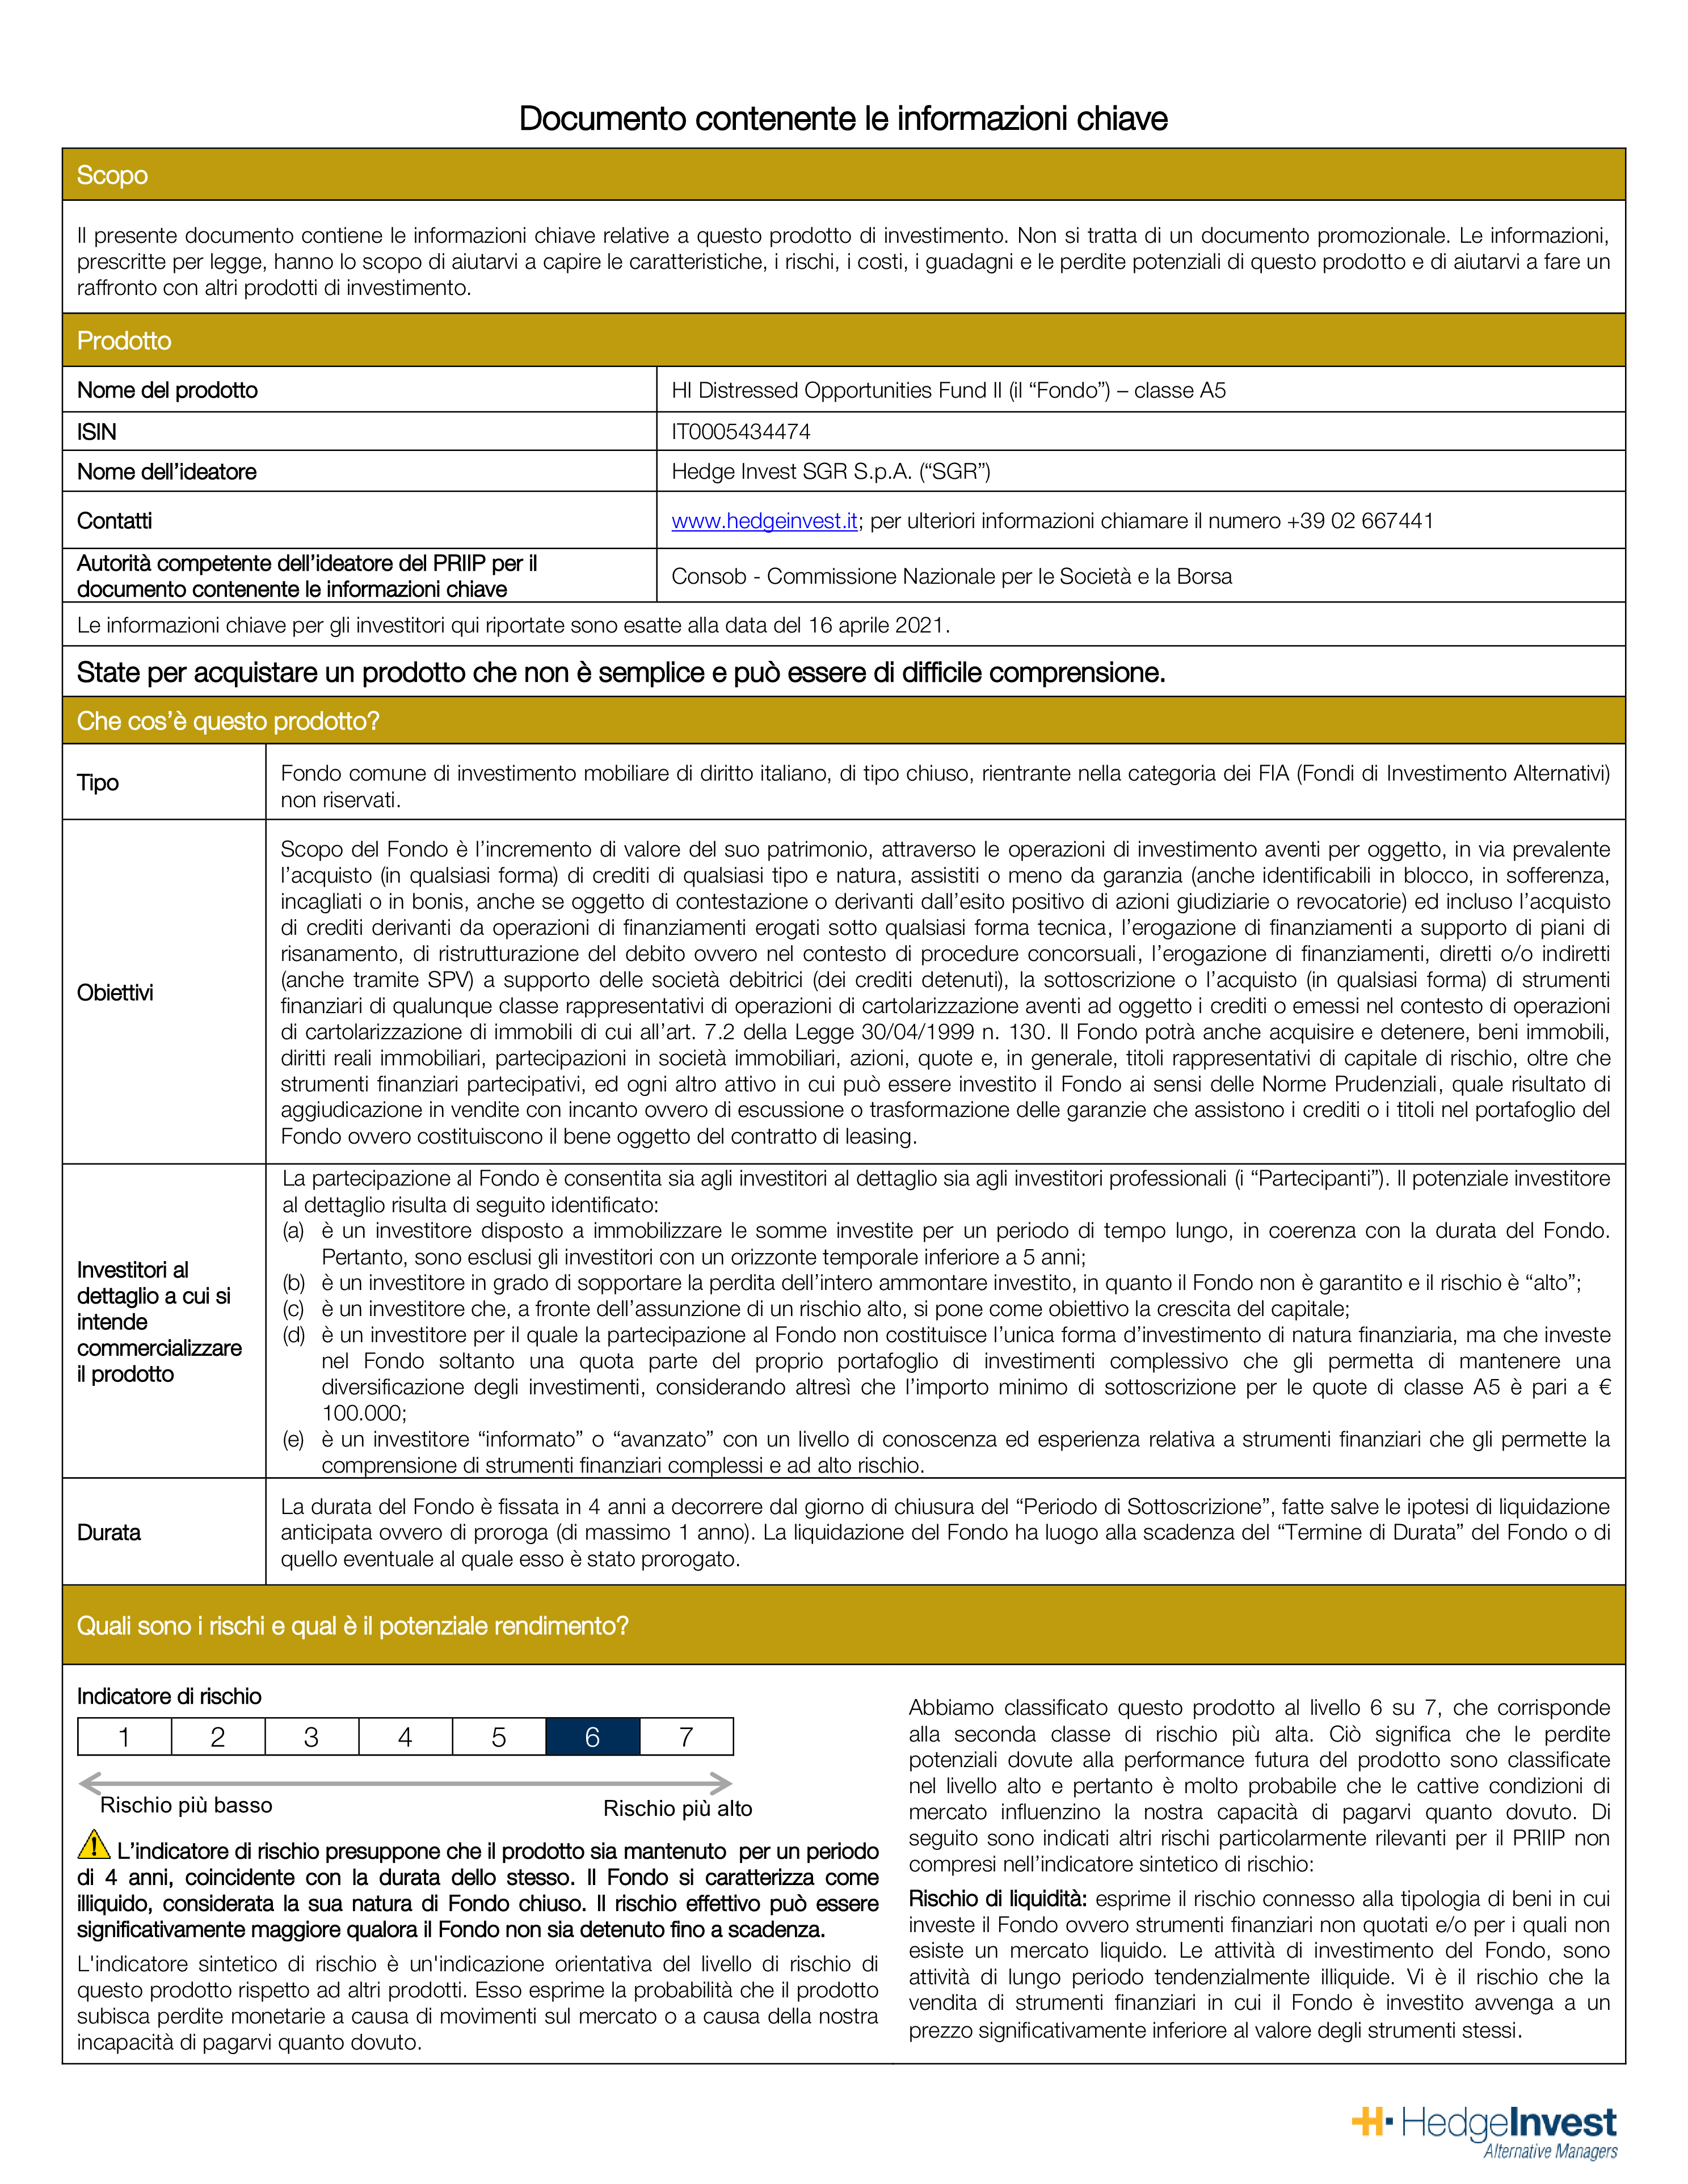 Documento contenente le informazioni chiave
Scopo
Il presente documento contiene le informazioni chiave relative a questo prodotto di investimento. Non si tratta di un documento promozionale. Le informazioni,
prescritte per legge, hanno lo scopo di aiutarvi a capire le caratteristiche, i rischi, i costi, i guadagni e le perdite potenziali di questo prodotto e di aiutarvi a fare un
raffronto con altri prodotti di investimento.
Prodotto
Nome del prodotto
HI Distressed Opportunities Fund II (il “Fondo”) – classe A5
ISIN
IT0005434474
Nome dell’ideatore
Hedge Invest SGR S.p.A. (“SGR”)
Contatti
www.hedgeinvest.it; per ulteriori informazioni chiamare il numero +39 02 667441
Autorità competente dell’ideatore del PRIIP per il
documento contenente le informazioni chiave
Consob - Commissione Nazionale per le Società e la Borsa
Le informazioni chiave per gli investitori qui riportate sono esatte alla data del 16 aprile 2021.
State per acquistare un prodotto che non è semplice e può essere di difficile comprensione.
Che cos’è questo prodotto?
Tipo
Fondo comune di investimento mobiliare di diritto italiano, di tipo chiuso, rientrante nella categoria dei FIA (Fondi di Investimento Alternativi)
non riservati.
Obiettivi
Scopo del Fondo è l’incremento di valore del suo patrimonio, attraverso le operazioni di investimento aventi per oggetto, in via prevalente
l’acquisto (in qualsiasi forma) di crediti di qualsiasi tipo e natura, assistiti o meno da garanzia (anche identificabili in blocco, in sofferenza,
incagliati o in bonis, anche se oggetto di contestazione o derivanti dall’esito positivo di azioni giudiziarie o revocatorie) ed incluso l’acquisto
di crediti derivanti da operazioni di finanziamenti erogati sotto qualsiasi forma tecnica, l’erogazione di finanziamenti a supporto di piani di
risanamento, di ristrutturazione del debito ovvero nel contesto di procedure concorsuali, l’erogazione di finanziamenti, diretti o/o indiretti
(anche tramite SPV) a supporto delle società debitrici (dei crediti detenuti), la sottoscrizione o l’acquisto (in qualsiasi forma) di strumenti
finanziari di qualunque classe rappresentativi di operazioni di cartolarizzazione aventi ad oggetto i crediti o emessi nel contesto di operazioni
di cartolarizzazione di immobili di cui all’art. 7.2 della Legge 30/04/1999 n. 130. Il Fondo potrà anche acquisire e detenere, beni immobili,
diritti reali immobiliari, partecipazioni in società immobiliari, azioni, quote e, in generale, titoli rappresentativi di capitale di rischio, oltre che
strumenti finanziari partecipativi, ed ogni altro attivo in cui può essere investito il Fondo ai sensi delle Norme Prudenziali, quale risultato di
aggiudicazione in vendite con incanto ovvero di escussione o trasformazione delle garanzie che assistono i crediti o i titoli nel portafoglio del
Fondo ovvero costituiscono il bene oggetto del contratto di leasing.
Investitori al
dettaglio a cui si
intende
commercializzare
il prodotto
La partecipazione al Fondo è consentita sia agli investitori al dettaglio sia agli investitori professionali (i “Partecipanti”). Il potenziale investitore
al dettaglio risulta di seguito identificato:
(a) è un investitore disposto a immobilizzare le somme investite per un periodo di tempo lungo, in coerenza con la durata del Fondo.
Pertanto, sono esclusi gli investitori con un orizzonte temporale inferiore a 5 anni;
(b) è un investitore in grado di sopportare la perdita dell’intero ammontare investito, in quanto il Fondo non è garantito e il rischio è “alto”;
(c) è un investitore che, a fronte dell’assunzione di un rischio alto, si pone come obiettivo la crescita del capitale;
(d) è un investitore per il quale la partecipazione al Fondo non costituisce l’unica forma d’investimento di natura finanziaria, ma che investe
nel Fondo soltanto una quota parte del proprio portafoglio di investimenti complessivo che gli permetta di mantenere una
diversificazione degli investimenti, considerando altresì che l’importo minimo di sottoscrizione per le quote di classe A5 è pari a €
100.000;
(e) è un investitore “informato” o “avanzato” con un livello di conoscenza ed esperienza relativa a strumenti finanziari che gli permette la
comprensione di strumenti finanziari complessi e ad alto rischio.
Durata
La durata del Fondo è fissata in 4 anni a decorrere dal giorno di chiusura del “Periodo di Sottoscrizione”, fatte salve le ipotesi di liquidazione
anticipata ovvero di proroga (di massimo 1 anno). La liquidazione del Fondo ha luogo alla scadenza del “Termine di Durata” del Fondo o di
quello eventuale al quale esso è stato prorogato.
Quali sono i rischi e qual è il potenziale rendimento?
Indicatore di rischio
1 2 3 4 5 6 7
Rischio più basso Rischio più alto
L’indicatore di rischio presuppone che il prodotto sia mantenuto per un periodo
di 4 anni, coincidente con la durata dello stesso. Il Fondo si caratterizza come
illiquido, considerata la sua natura di Fondo chiuso. Il rischio effettivo può essere
significativamente maggiore qualora il Fondo non sia detenuto fino a scadenza.
L'indicatore sintetico di rischio è un'indicazione orientativa del livello di rischio di
questo prodotto rispetto ad altri prodotti. Esso esprime la probabilità che il prodotto
subisca perdite monetarie a causa di movimenti sul mercato o a causa della nostra
incapacità di pagarvi quanto dovuto.
Abbiamo classificato questo prodotto al livello 6 su 7, che corrisponde
alla seconda classe di rischio più alta. Ciò significa che le perdite
potenziali dovute alla performance futura del prodotto sono classificate
nel livello alto e pertanto è molto probabile che le cattive condizioni di
mercato influenzino la nostra capacità di pagarvi quanto dovuto. Di
seguito sono indicati altri rischi particolarmente rilevanti per il PRIIP non
compresi nell’indicatore sintetico di rischio:
Rischio di liquidità: esprime il rischio connesso alla tipologia di beni in cui
investe il Fondo ovvero strumenti finanziari non quotati e/o per i quali non
esiste un mercato liquido. Le attività di investimento del Fondo, sono
attività di lungo periodo tendenzialmente illiquide. Vi è il rischio che la
vendita di strumenti finanziari in cui il Fondo è investito avvenga a un
prezzo significativamente inferiore al valore degli strumenti stessi.
HedgeInvest
Alternative Managers